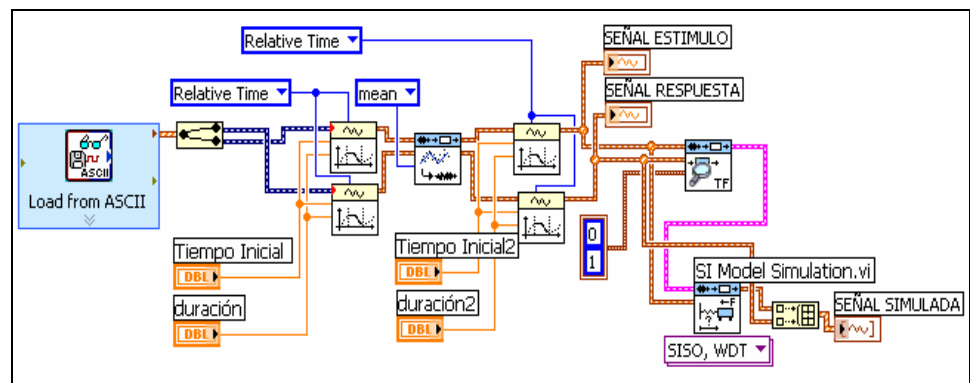 Relative Time
SEÑAL ESTIMULO
Relative Time
mean
SEÑAL RESPUESTA
ASCII
Load from ASCII
TF
Tiempo Inicial
DBL
Tiempo Inicial2
DBL
0
1
duración
DBL
duración2
DBL
SI Model Simulation.vi
F
SEÑAL SIMULADA
?
SISO, WDT